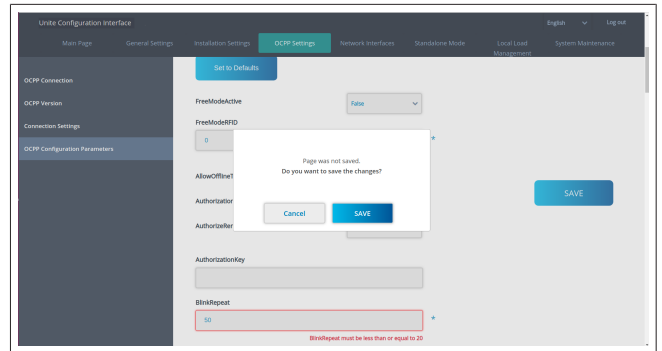 Unite Configuration Interface
English
Log out
Main Page
General Settings
Installation Settings
OCPP Settings
Network Interfaces
Standalone Mode
Local Load
Management
System Maintenance
Set to Defaults
OCPP Connection
OCPP Version
Connection Settings
OCPP Configuration Parameters
FreeModeActive
False
FreeModeRFID
0
*
Page was not saved.
Do you want to save the changes?
Cancel
SAVE
AllowOfflineT
Authorization
AuthorizeRem
SAVE
AuthorizationKey
BlinkRepeat
50
*
BlinkRepeat must be less than or equal to 20